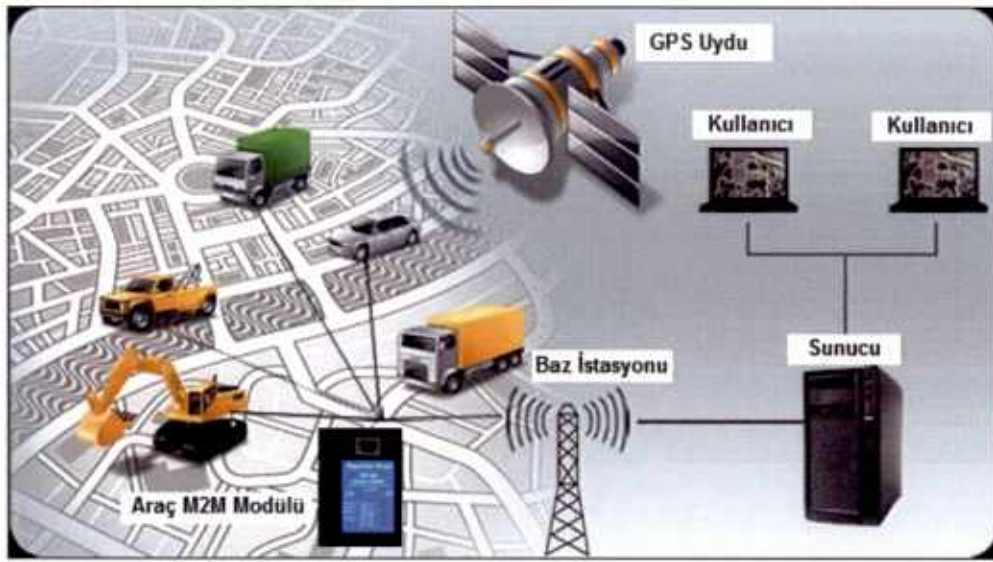 GPS Uydu
Kullanıcı
Kullanıcı
Sunucu
Baz İstasyonu
Araç M2M Modülü